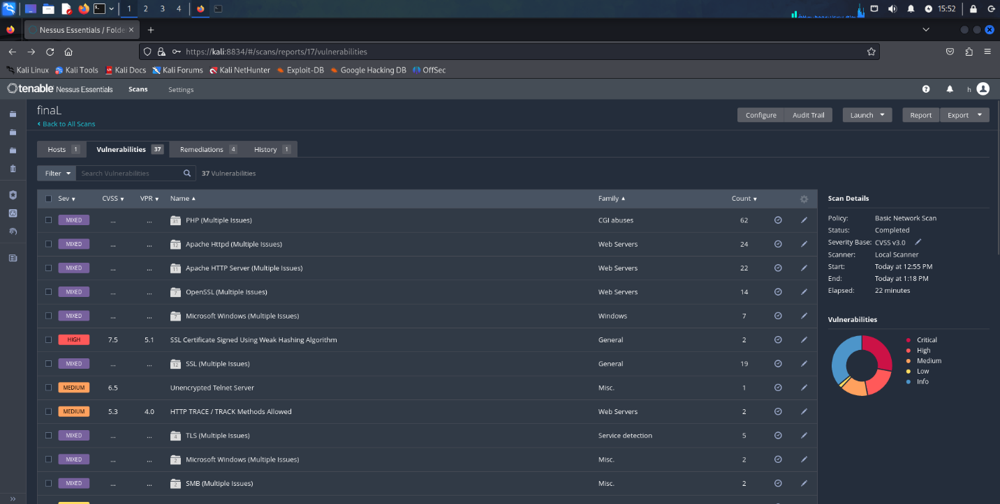 1 2 3 4 15:52
Nessus Essentials / Folde
https://kali:8834/#/scans/reports/17/vulnerabilities
Kali Linux Kali Tools Kali Docs Kali Forums Kali NetHunter Exploit-DB Google Hacking DB OffSec
tenable Nessus Essentials Scans Settings h
finaL
Back to All Scans
Configure Audit Trail Launch Report Export
Hosts 1 Vulnerabilities 37 Remediations 4 History 1
Filter Search Vulnerabilities 37 Vulnerabilities
Sev CVSS VPR Name Family Count
MIXED ... ... 31 PHP (Multiple Issues) CGI abuses 62
MIXED ... ... 12 Apache Httpd (Multiple Issues) Web Servers 24
MIXED ... ... 11 Apache HTTP Server (Multiple Issues) Web Servers 22
MIXED ... ... 7 OpenSSL (Multiple Issues) Web Servers 14
MIXED ... ... 7 Microsoft Windows (Multiple Issues) Windows 7
HIGH 7.5 5.1 SSL Certificate Signed Using Weak Hashing Algorithm General 2
MIXED ... ... 12 SSL (Multiple Issues) General 19
MEDIUM 6.5 Unencrypted Telnet Server Misc. 1
MEDIUM 5.3 4.0 HTTP TRACE / TRACK Methods Allowed Web Servers 2
MIXED ... ... 4 TLS (Multiple Issues) Service detection 5
MIXED ... ... 2 Microsoft Windows (Multiple Issues) Misc. 2
MIXED ... ... 2 SMB (Multiple Issues) Misc. 2
Scan Details
Policy: Basic Network Scan
Status: Completed
Severity Base: CVSS v3.0
Scanner: Local Scanner
Start: Today at 12:55 PM
End: Today at 1:18 PM
Elapsed: 22 minutes
Vulnerabilities
Critical
High
Medium
Low
Info